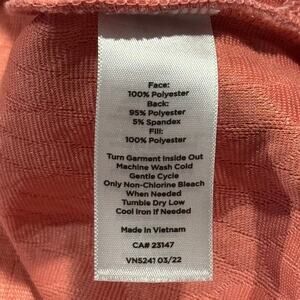 Face:
100% Polyester
Back:
95% Polyester
5% Spandex
Fill:
100% Polyester
Turn Garment Inside Out
Machine Wash Cold
Gentle Cycle
Only Non-Chlorine Bleach
When Needed
Tumble Dry Low
Cool Iron If Needed
Made In Vietnam
CA# 23147
VN5241 03/22